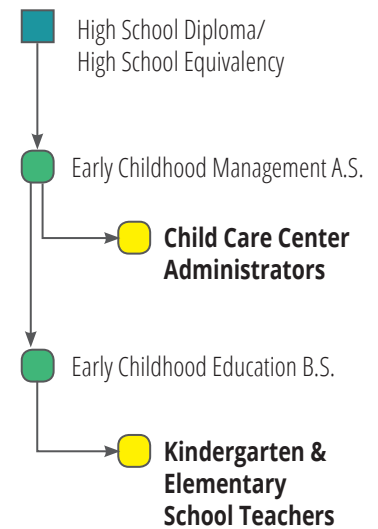 High School Diploma/
High School Equivalency
Early Childhood Management A.S.
Child Care Center
Administrators
Early Childhood Education B.S.
Kindergarten &
Elementary
School Teachers